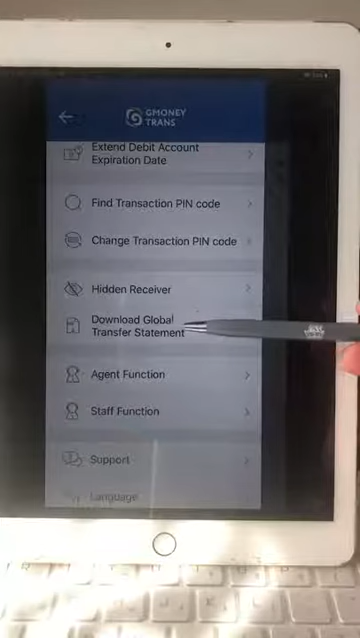 GMONEY
TRANS
Extend Debit Account
Expiration Date
Find Transaction PIN code
Change Transaction PIN code
Hidden Receiver
Download Global
Transfer Statement
Agent Function
Staff Function
Support
Language